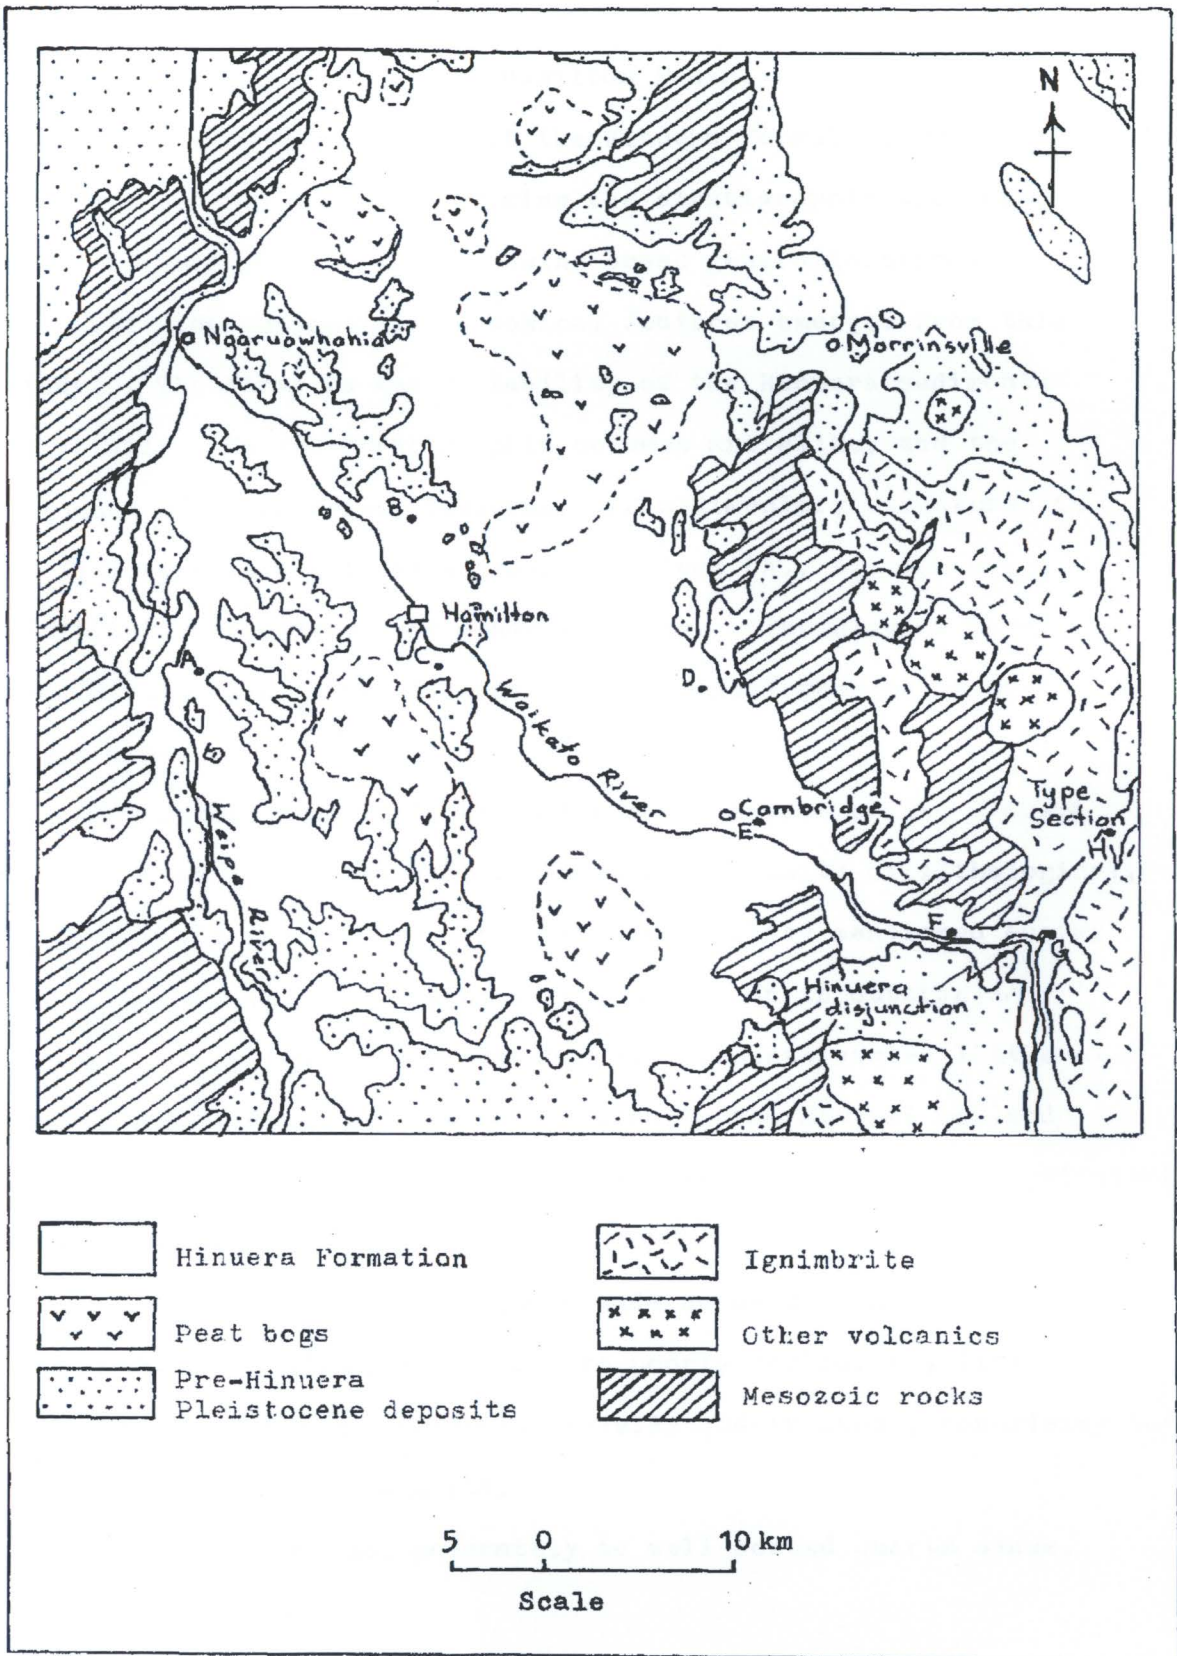 N
Ngaruawhahia
Morrinsville
B
Hamilton
A
C
D
Waikato River
Cambridge
E
Type
Section
H
Waipa River
F
G
Hinuera
disjunction
Hinuera Formation
Ignimbrite
Peat bogs
Other volcanics
Pre-Hinuera
Pleistocene deposits
Mesozoic rocks
5 0 10 km
Scale